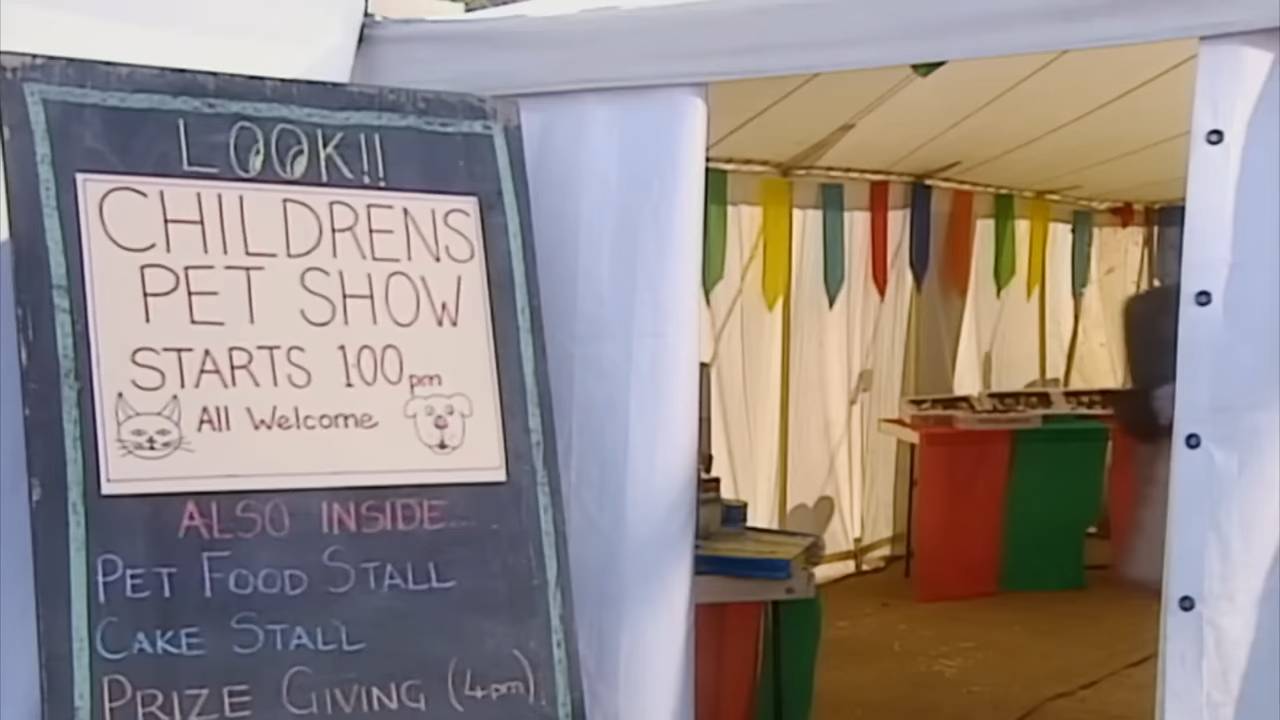 LOOK!!
CHILDRENS
PET SHOW
STARTS 1.00 pm
All Welcome
ALSO INSIDE...
PET FOOD STALL
CAKE STALL
PRIZE GIVING (4pm).